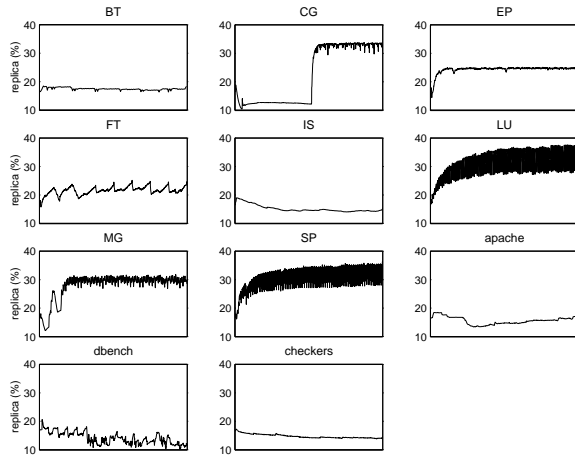 BT CG EP
replica (%) 40 30 20 10 40 30 20 10 40 30 20 10
FT IS LU
replica (%) 40 30 20 10 40 30 20 10 40 30 20 10
MG SP apache
replica (%) 40 30 20 10 40 30 20 10 40 30 20 10
dbench checkers
replica (%) 40 30 20 10 40 30 20 10